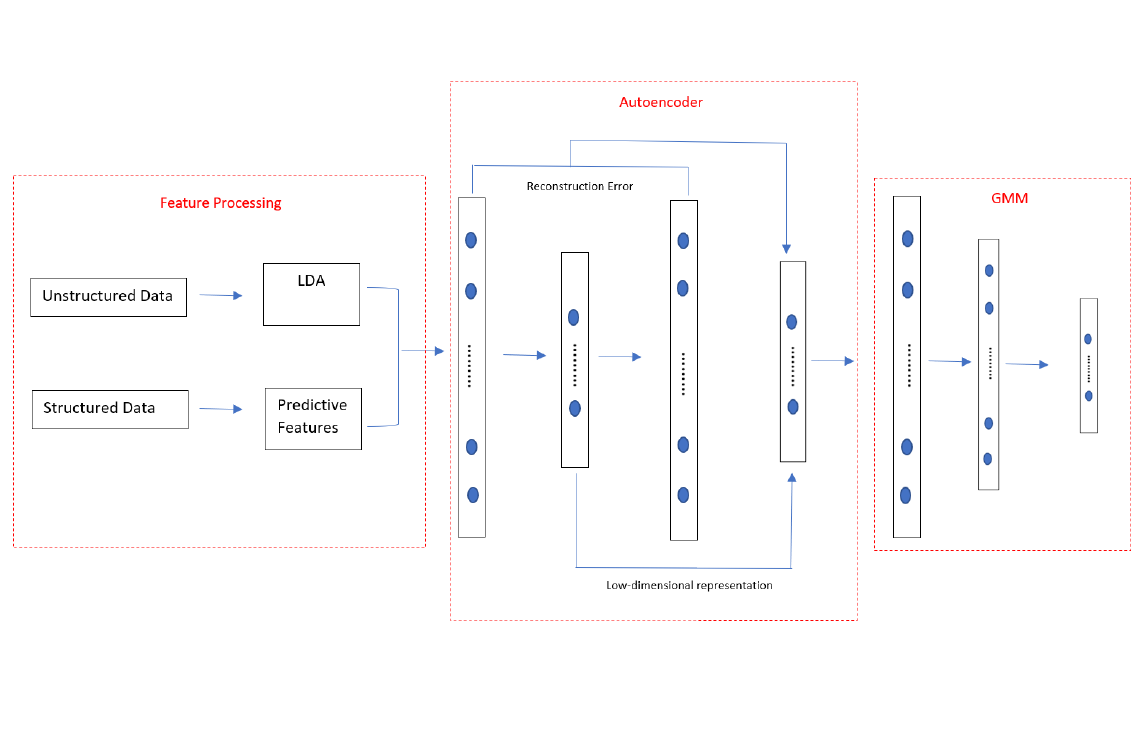 Autoencoder
Reconstruction Error
Feature Processing
GMM
Unstructured Data
LDA
Structured Data
Predictive
Features
Low-dimensional representation